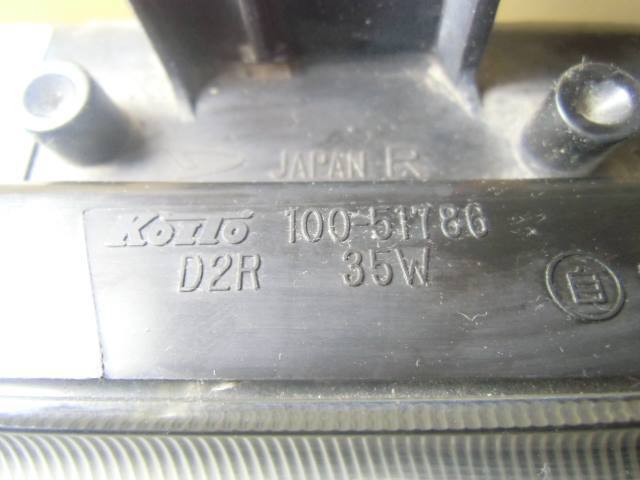 JAPAN R
KOITO 100-51786
D2R 35W
自